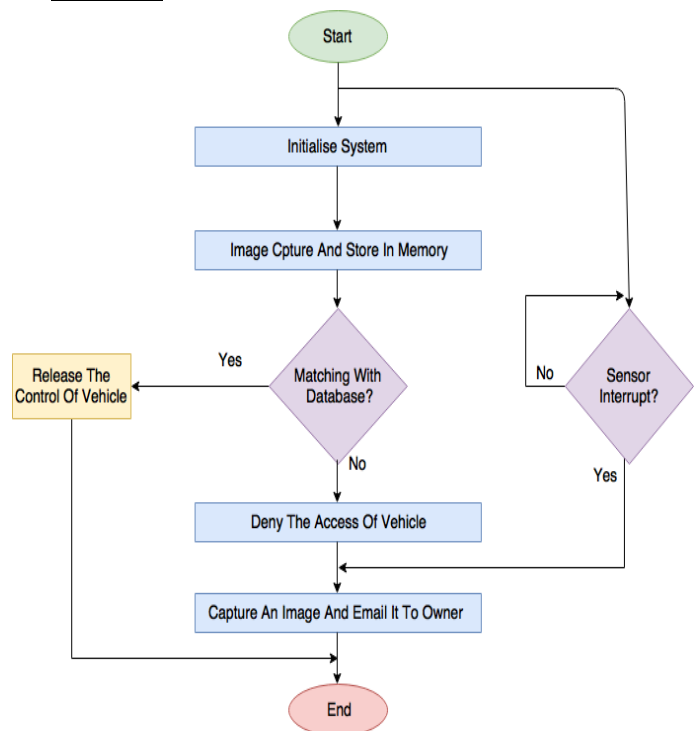 Start
Initialise System
Image Cpture And Store In Memory
Yes
Release The
Control Of Vehicle
Matching With
Database?
No
Sensor
Interrupt?
No
Yes
Deny The Access Of Vehicle
Capture An Image And Email It To Owner
End